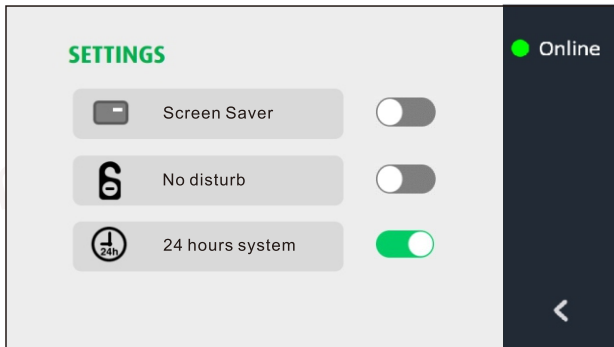 SETTINGS
Online
Screen Saver
No disturb
24h
24 hours system